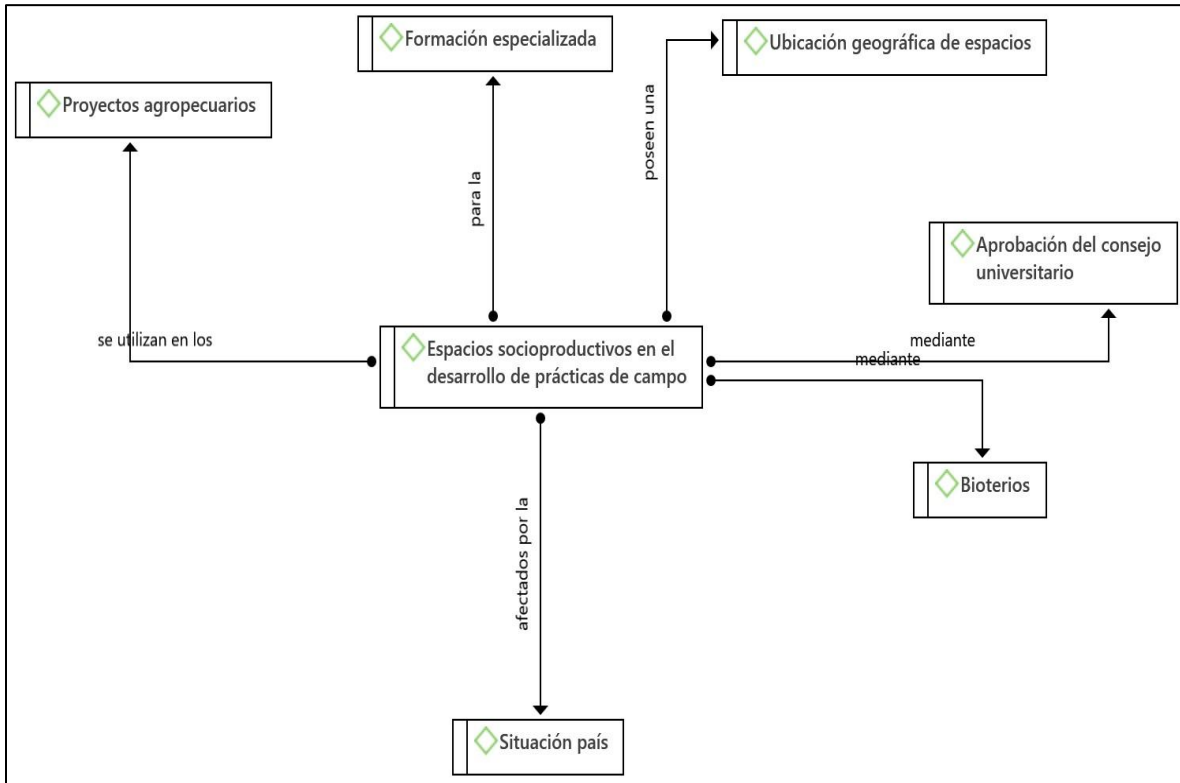 Formación especializada
Ubicación geográfica de espacios
Proyectos agropecuarios
para la
poseen una
Aprobación del consejo
universitario
se utilizan en los
Espacios socioproductivos en el
desarrollo de prácticas de campo
mediante
mediante
Bioterios
afectados por la
Situación país